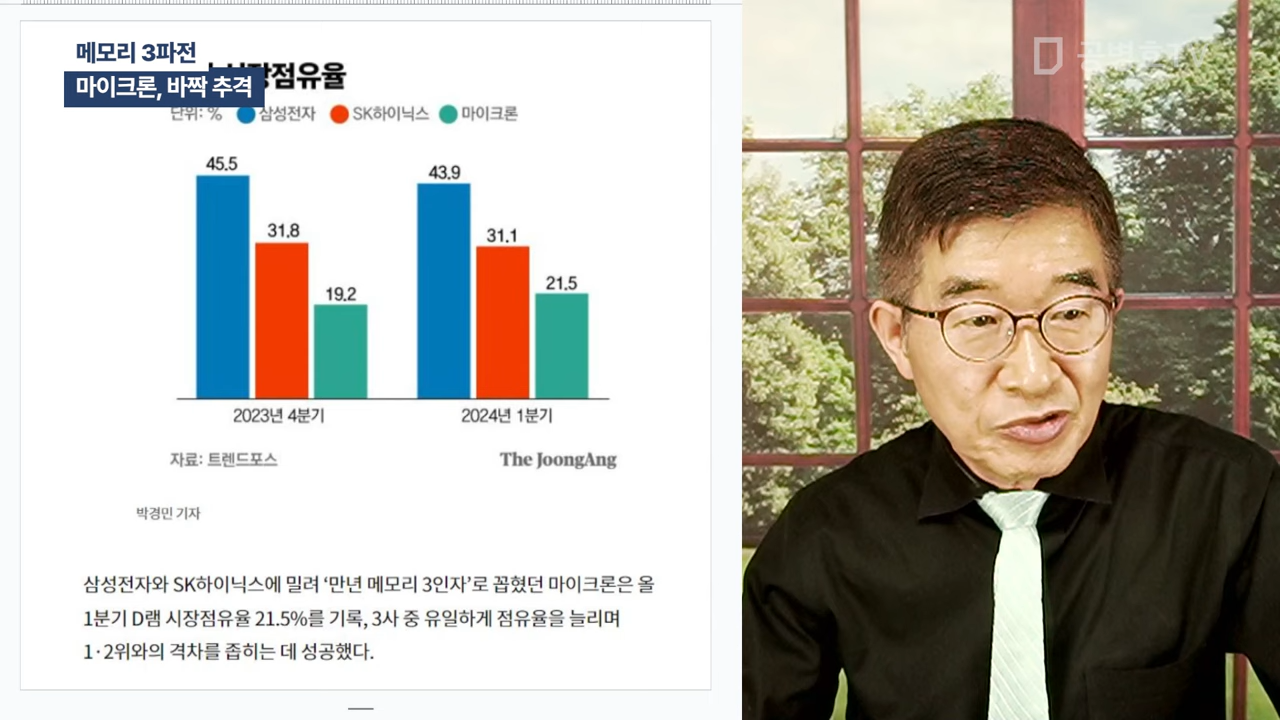 메모리 3파전
마이크론, 바짝 추격
시장점유율
단위: % 삼성전자 SK하이닉스 마이크론
45.5 31.8 19.2 43.9 31.1 21.5
2023년 4분기 2024년 1분기
자료: 트렌드포스 The JoongAng
박경민 기자
삼성전자와 SK하이닉스에 밀려 ‘만년 메모리 3인자’로 꼽혔던 마이크론은 올
1분기 D램 시장점유율 21.5%를 기록, 3사 중 유일하게 점유율을 늘리며
1·2위와의 격차를 좁히는 데 성공했다.